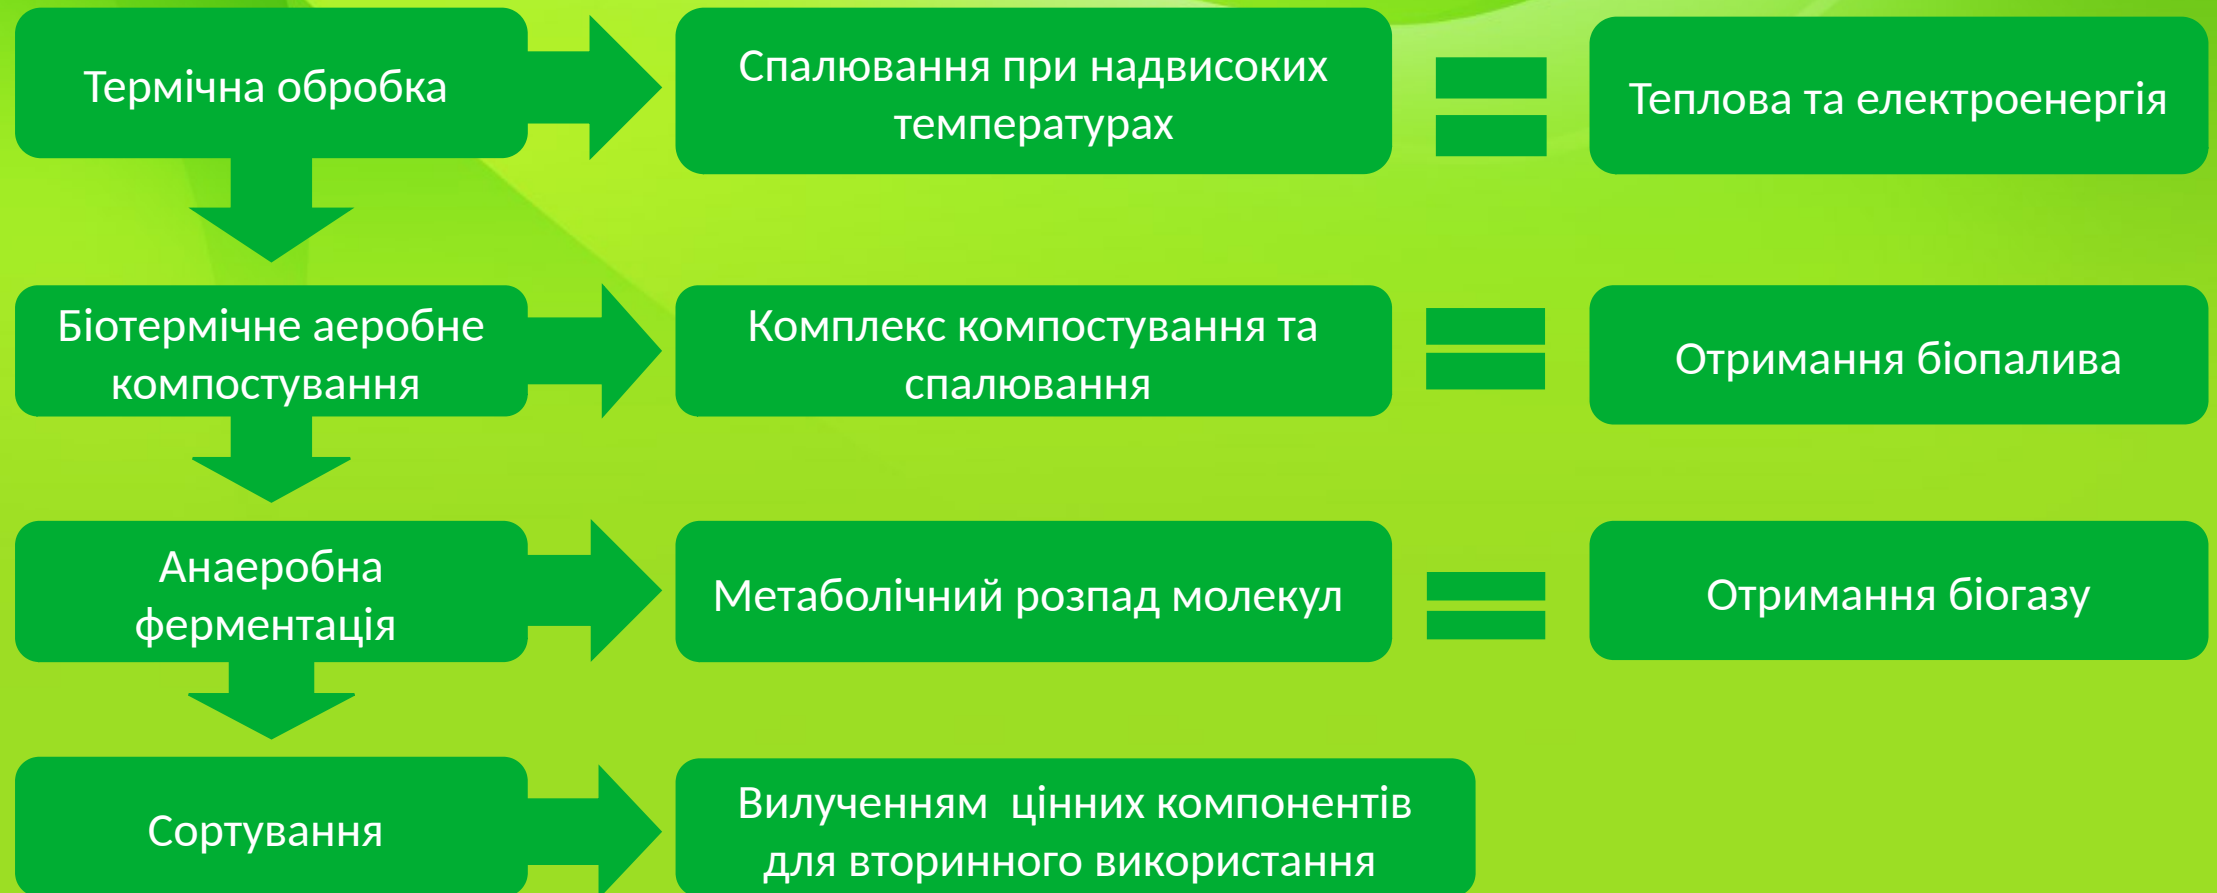 Термічна обробка
Спалювання при надвисоких
температурах
Теплова та електроенергія
Біотермічне аеробне
компостування
Комплекс компостування та
спалювання
Отримання біопалива
Анаеробна
ферментація
Метаболічний розпад молекул
Отримання біогазу
Сортування
Вилученням  цінних компонентів
для вторинного використання